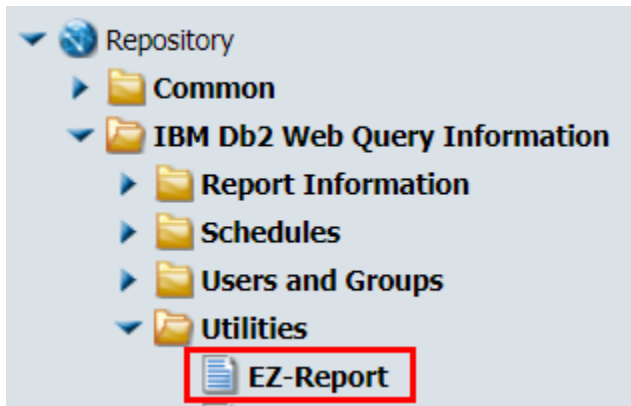 Repository
Common
IBM Db2 Web Query Information
Report Information
Schedules
Users and Groups
Utilities
EZ-Report